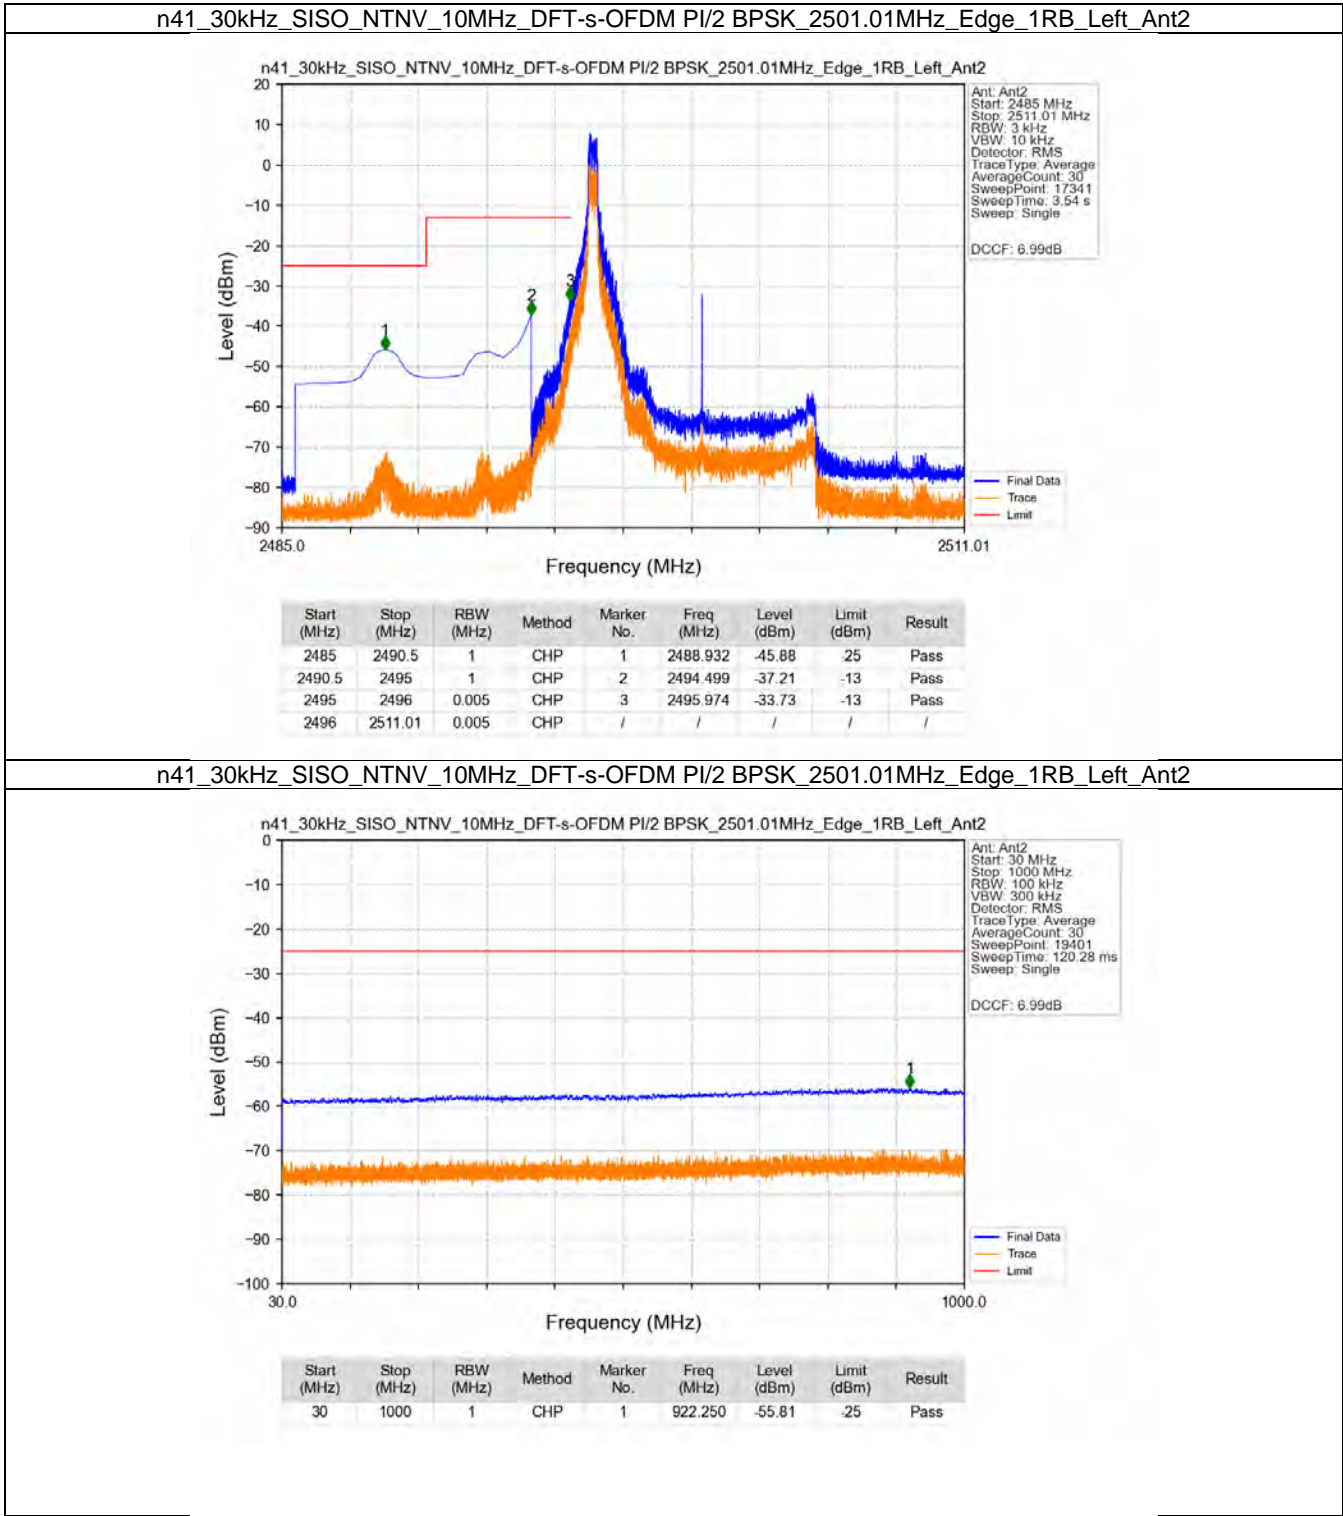 n41_30kHz_SISO_NTNV_10MHz_DFT-s-OFDM PI/2 BPSK_2501.01MHz_Edge_1RB_Left_Ant2
n41_30kHz_SISO_NTNV_10MHz_DFT-s-OFDM PI/2 BPSK_2501.01MHz_Edge_1RB_Left_Ant2
20
10
0
−10
−20
−30
−40
−50
−60
−70
−80
−90
Level (dBm)
1
2
3
2485.0
2511.01
Frequency (MHz)
Ant: Ant2
Start: 2485 MHz
Stop: 2511.01 MHz
RBW: 3 kHz
VBW: 10 kHz
Detector: RMS
TraceType: Average
AverageCount: 30
SweepPoint: 17341
SweepTime: 3.54 s
Sweep: Single
DCCF: 6.99dB
Final Data
Trace
Limit
Start (MHz) Stop (MHz) RBW (MHz) Method Marker No. Freq (MHz) Level (dBm) Limit (dBm) Result
2485 2490.5 1 CHP 1 2488.932 -45.88 -25 Pass
2490.5 2495 1 CHP 2 2494.499 -37.21 -13 Pass
2495 2496 0.005 CHP 3 2495.974 -33.73 -13 Pass
2496 2511.01 0.005 CHP / / / / /
n41_30kHz_SISO_NTNV_10MHz_DFT-s-OFDM PI/2 BPSK_2501.01MHz_Edge_1RB_Left_Ant2
n41_30kHz_SISO_NTNV_10MHz_DFT-s-OFDM PI/2 BPSK_2501.01MHz_Edge_1RB_Left_Ant2
0
−10
−20
−30
−40
−50
−60
−70
−80
−90
−100
Level (dBm)
1
30.0
1000.0
Frequency (MHz)
Ant: Ant2
Start: 30 MHz
Stop: 1000 MHz
RBW: 100 kHz
VBW: 300 kHz
Detector: RMS
TraceType: Average
AverageCount: 30
SweepPoint: 19401
SweepTime: 120.28 ms
Sweep: Single
DCCF: 6.99dB
Final Data
Trace
Limit
Start (MHz) Stop (MHz) RBW (MHz) Method Marker No. Freq (MHz) Level (dBm) Limit (dBm) Result
30 1000 1 CHP 1 922.250 -55.81 -25 Pass